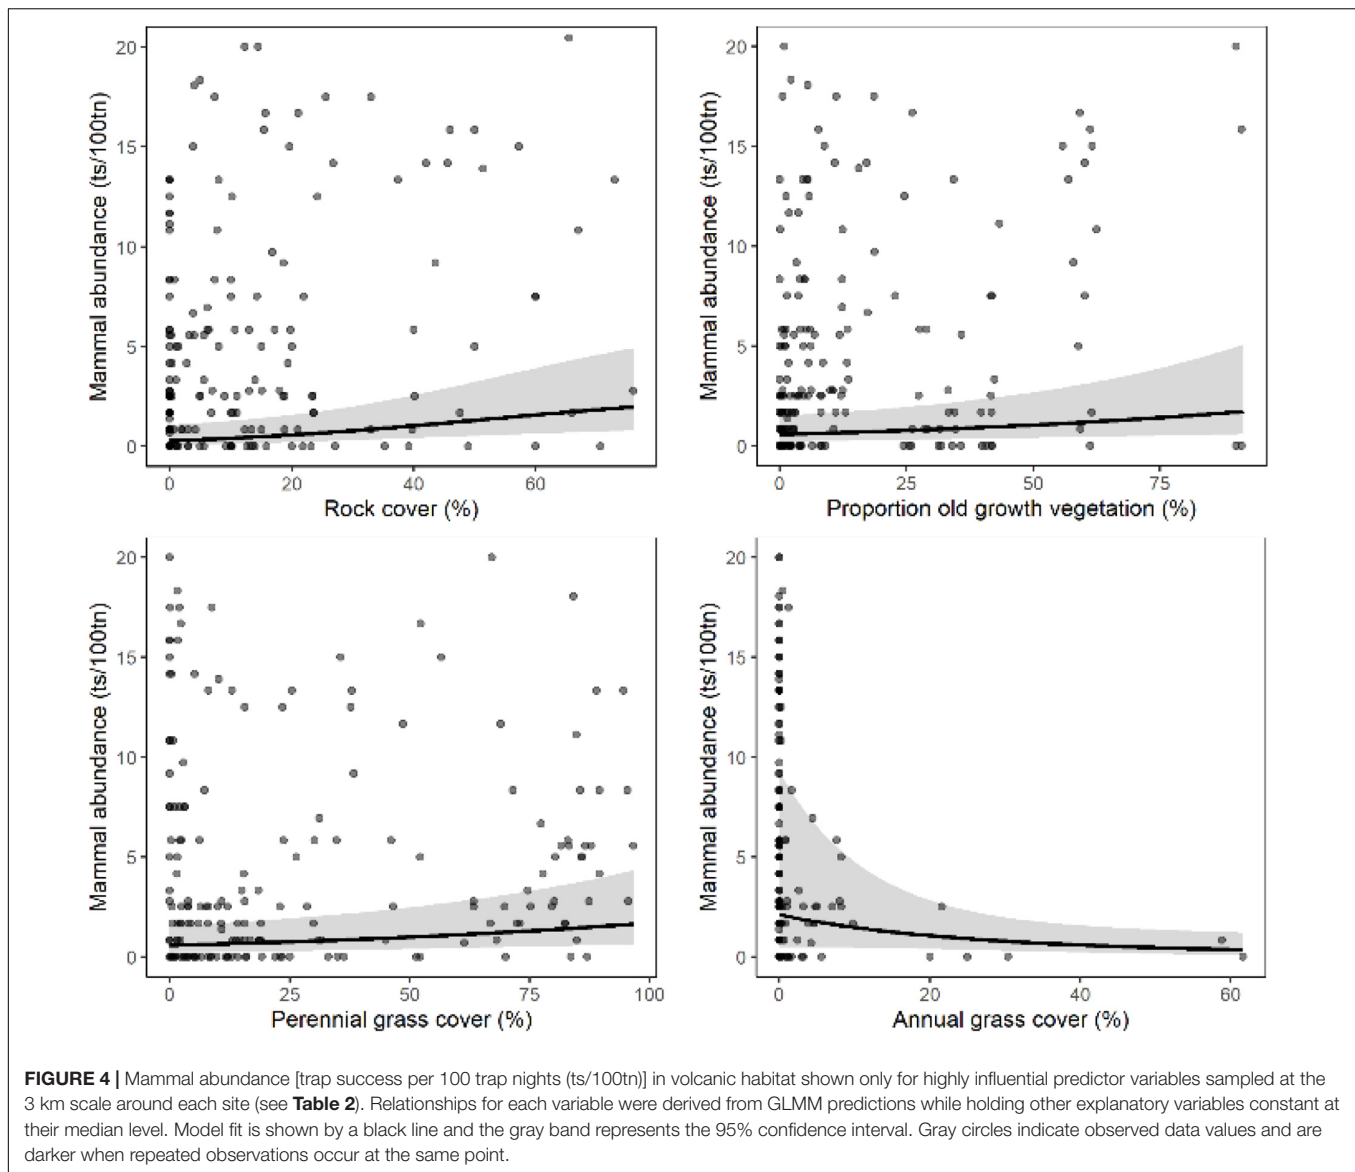 20
15
10
5
0
Mammal abundance (ts/100tn)
0 20 40 60
Rock cover (%)
20
15
10
5
0
Mammal abundance (ts/100tn)
0 25 50 75
Proportion old growth vegetation (%)
20
15
10
5
0
Mammal abundance (ts/100tn)
0 25 50 75 100
Perennial grass cover (%)
20
15
10
5
0
Mammal abundance (ts/100tn)
0 20 40 60
Annual grass cover (%)
FIGURE 4 | Mammal abundance [trap success per 100 trap nights (ts/100tn)] in volcanic habitat shown only for highly influential predictor variables sampled at the
3 km scale around each site (see Table 2). Relationships for each variable were derived from GLMM predictions while holding other explanatory variables constant at
their median level. Model fit is shown by a black line and the gray band represents the 95% confidence interval. Gray circles indicate observed data values and are
darker when repeated observations occur at the same point.